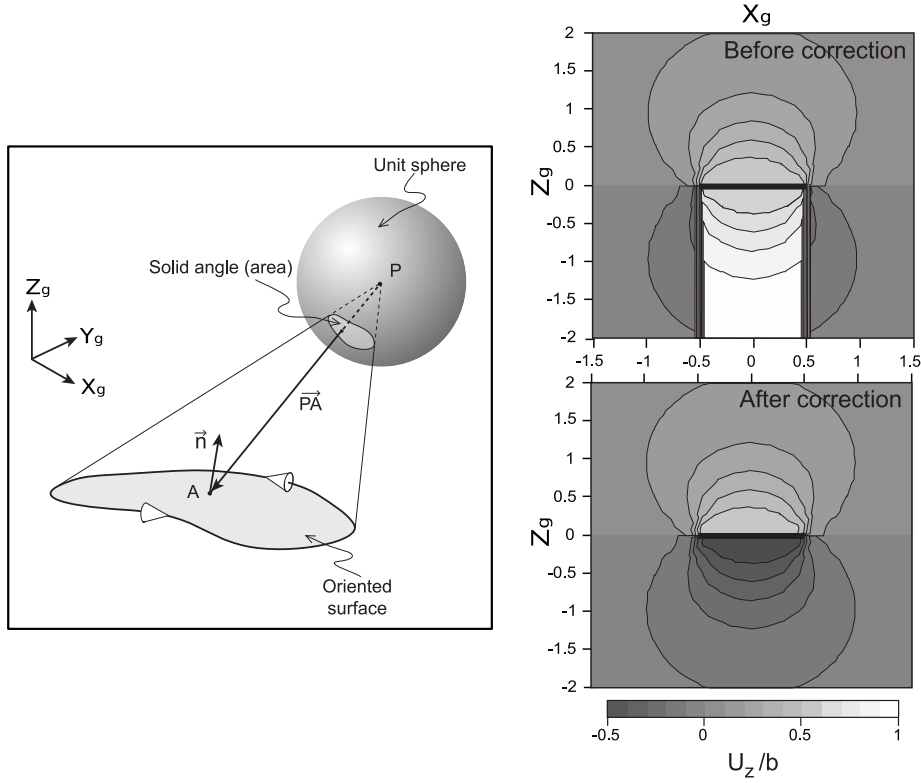 Unit sphere
Solid angle (area)
P
Zg
Yg
Xg
PA
n
A
Oriented
surface
Xg
Before correction
Zg
2
1.5
1
0.5
0
-0.5
-1
-1.5
-2
-1.5
-1
-0.5
0
0.5
1
1.5
After correction
Zg
2
1.5
1
0.5
0
-0.5
-1
-1.5
-2
-0.5
0
0.5
1
Uz/b